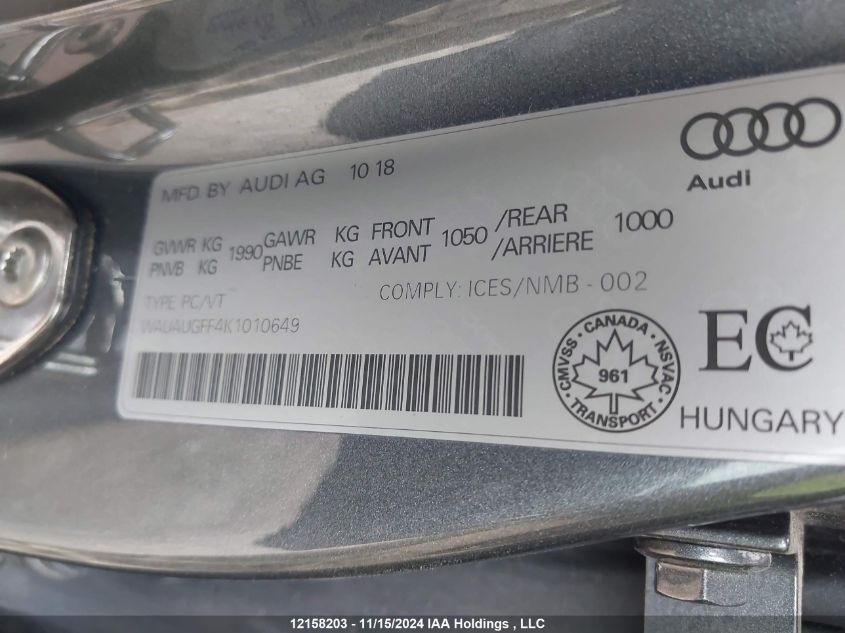 MFD. BY AUDI AG 10 18
Audi
GVWR KG 1990 GAWR KG FRONT 1050 /REAR 1000
PNVB KG PNBE KG AVANT /ARRIERE
TYPE PC/VT COMPLY: ICES/NMB - 002
WAUAUGFF4K1010649
CMVSS • CANADA • NSVAC • TRANSPORT •
961
EC
HUNGARY
12158203 - 11/15/2024 IAA Holdings , LLC